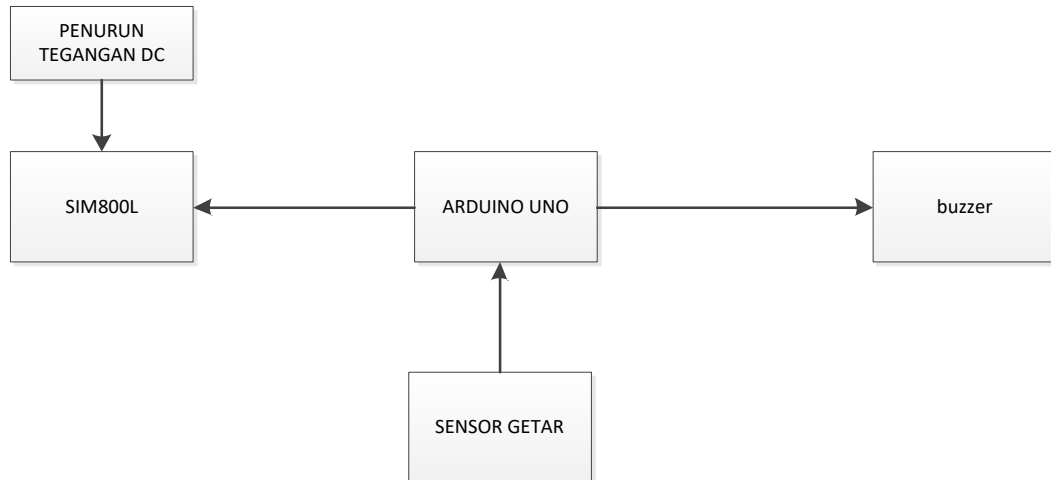 PENURUN
TEGANGAN DC
SIM800L
ARDUINO UNO
buzzer
SENSOR GETAR